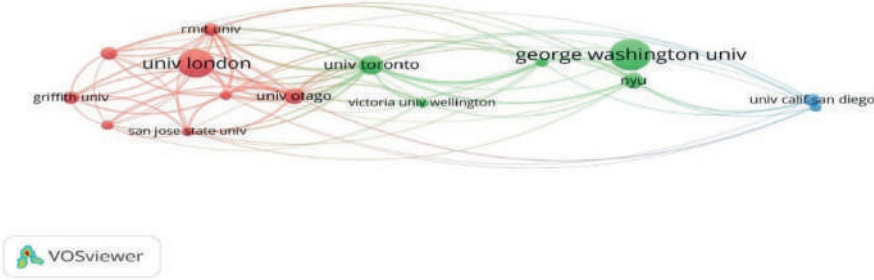 rmit univ
george washington univ
univ london
univ toronto
nyu
griffith univ
univ otago
victoria univ wellington
univ calif san diego
san jose state univ
VOSviewer